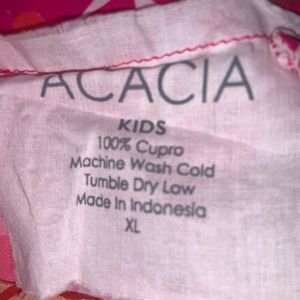 ACACIA
KIDS
100% Cupro
Machine Wash Cold
Tumble Dry Low
Made In Indonesia
XL